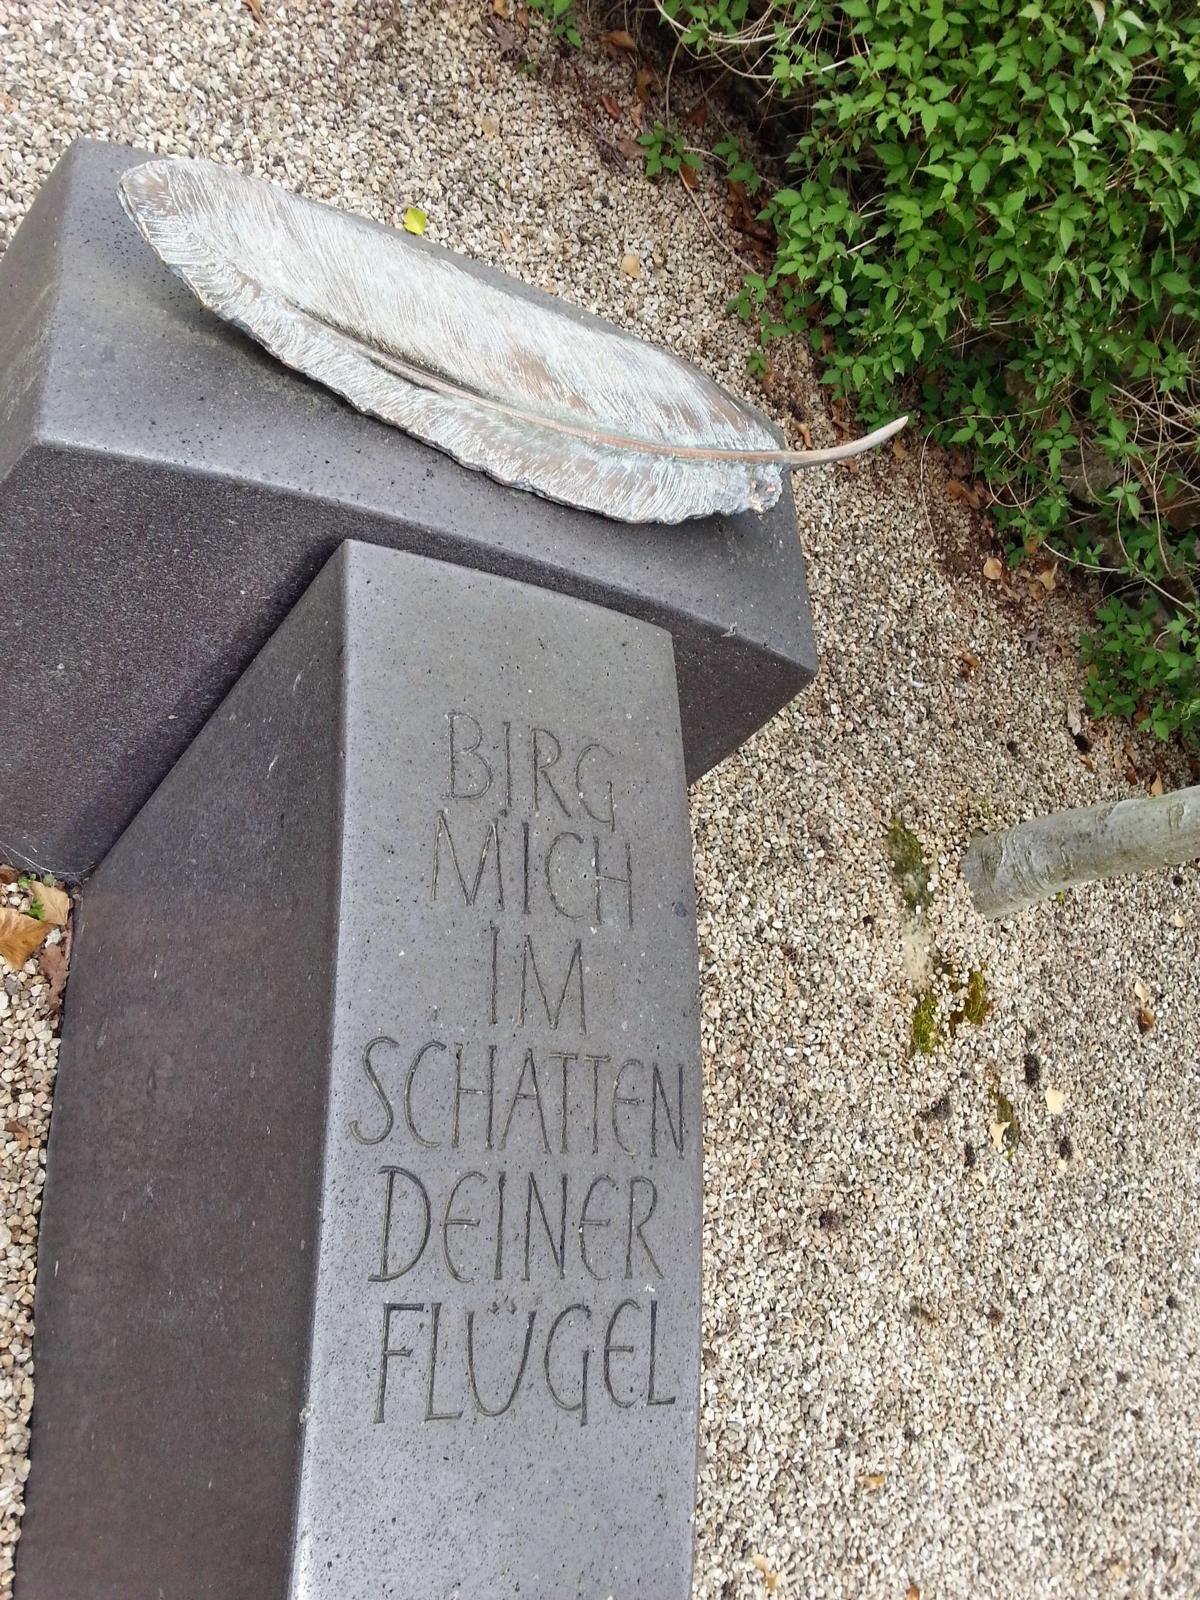 BIRG
MICH
IM
SCHATTEN
DEINER
FLÜGEL